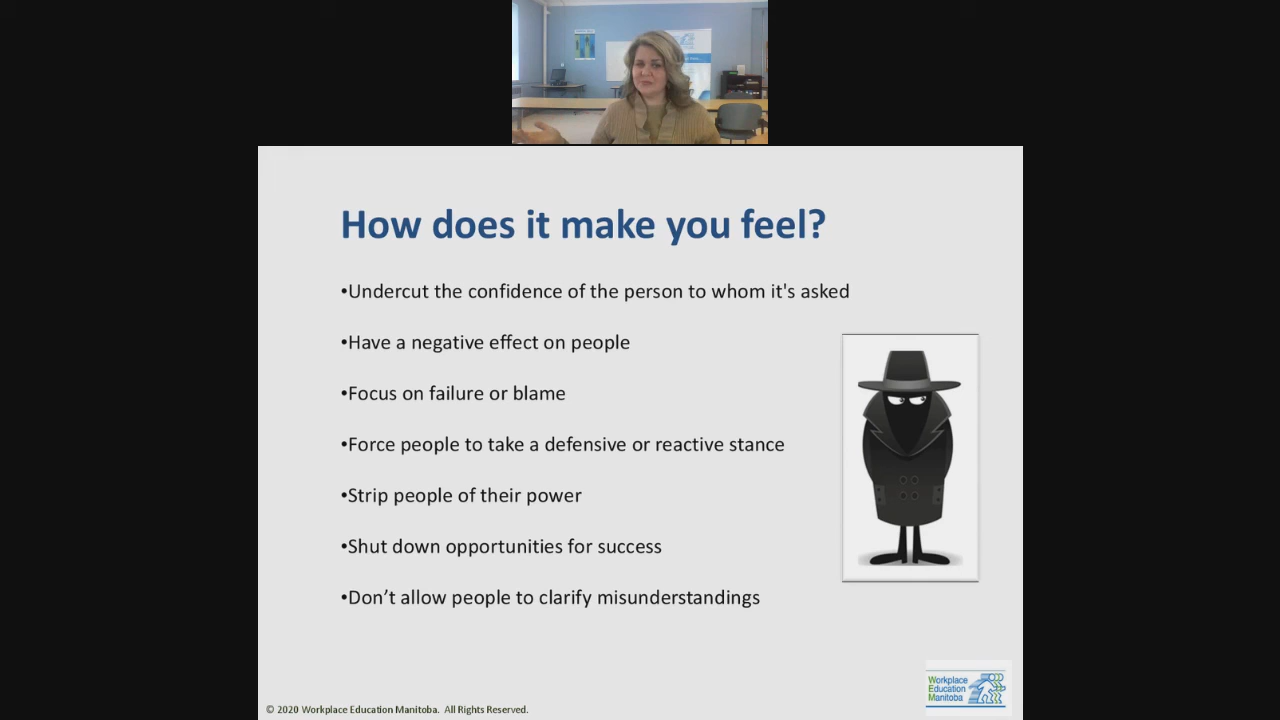 How does it make you feel?
•Undercut the confidence of the person to whom it's asked
•Have a negative effect on people
•Focus on failure or blame
•Force people to take a defensive or reactive stance
•Strip people of their power
•Shut down opportunities for success
•Don’t allow people to clarify misunderstandings
Workplace
Education
Manitoba
© 2020 Workplace Education Manitoba. All Rights Reserved.